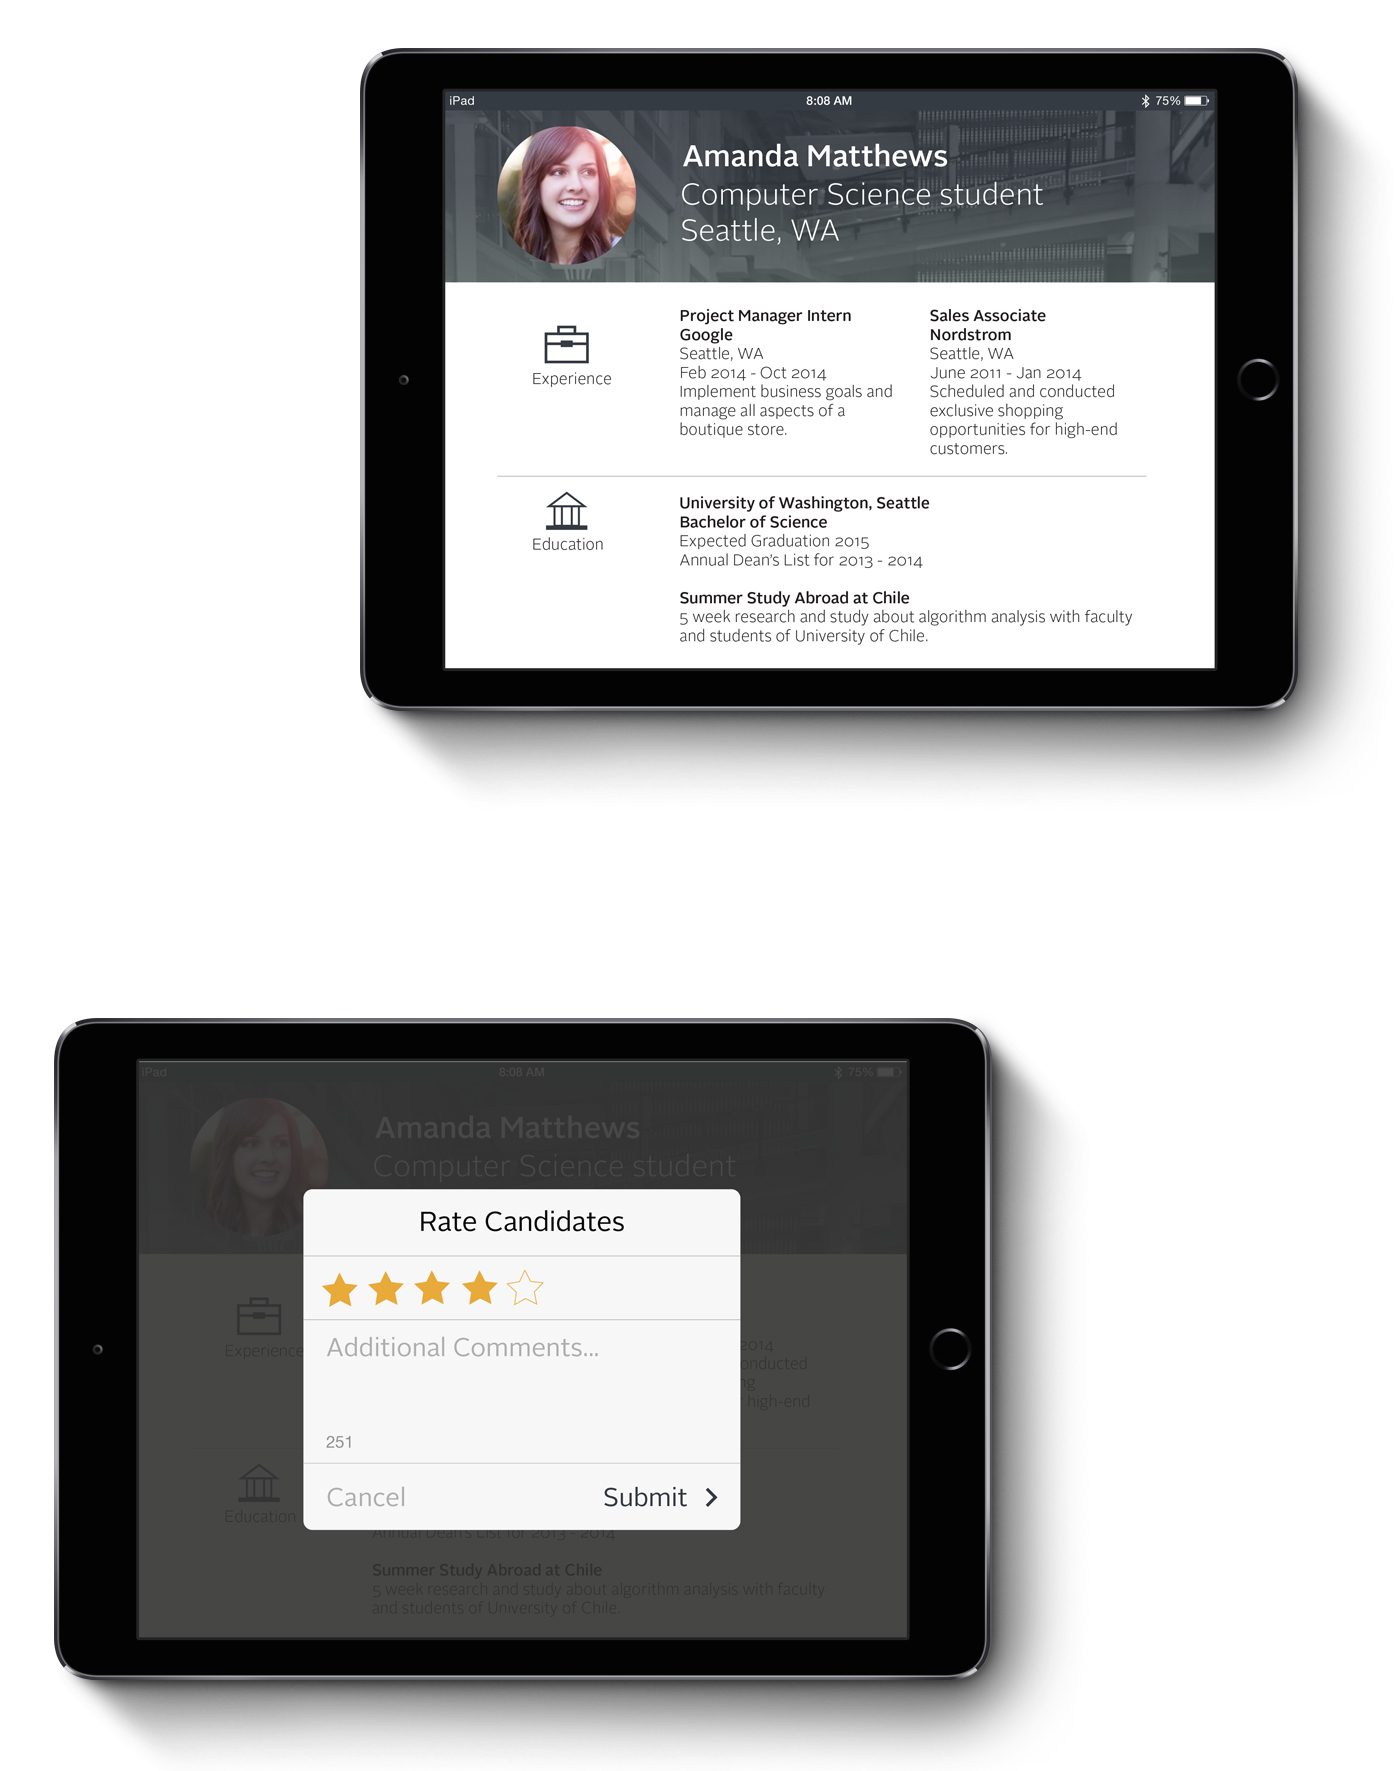 iPad 8:08 AM 75%
Amanda Matthews
Computer Science student
Seattle, WA
Experience
Project Manager Intern
Google
Seattle, WA
Feb 2014 - Oct 2014
Implement business goals and
manage all aspects of a
boutique store.
Sales Associate
Nordstrom
Seattle, WA
June 2011 - Jan 2014
Scheduled and conducted
exclusive shopping
opportunities for high-end
customers.
Education
University of Washington, Seattle
Bachelor of Science
Expected Graduation 2015
Annual Dean's List for 2013 - 2014
Summer Study Abroad at Chile
5 week research and study about algorithm analysis with faculty
and students of University of Chile.
iPad 8:08 AM 75%
Amanda Matthews
Computer Science student
Rate Candidates
Additional Comments...
251
Cancel
Submit
Experience
2014
onducted
ng
high-end
Education
Annual Dean's List for 2013 - 2014
Summer Study Abroad at Chile
5 week research and study about algorithm analysis with faculty
and students of University of Chile.